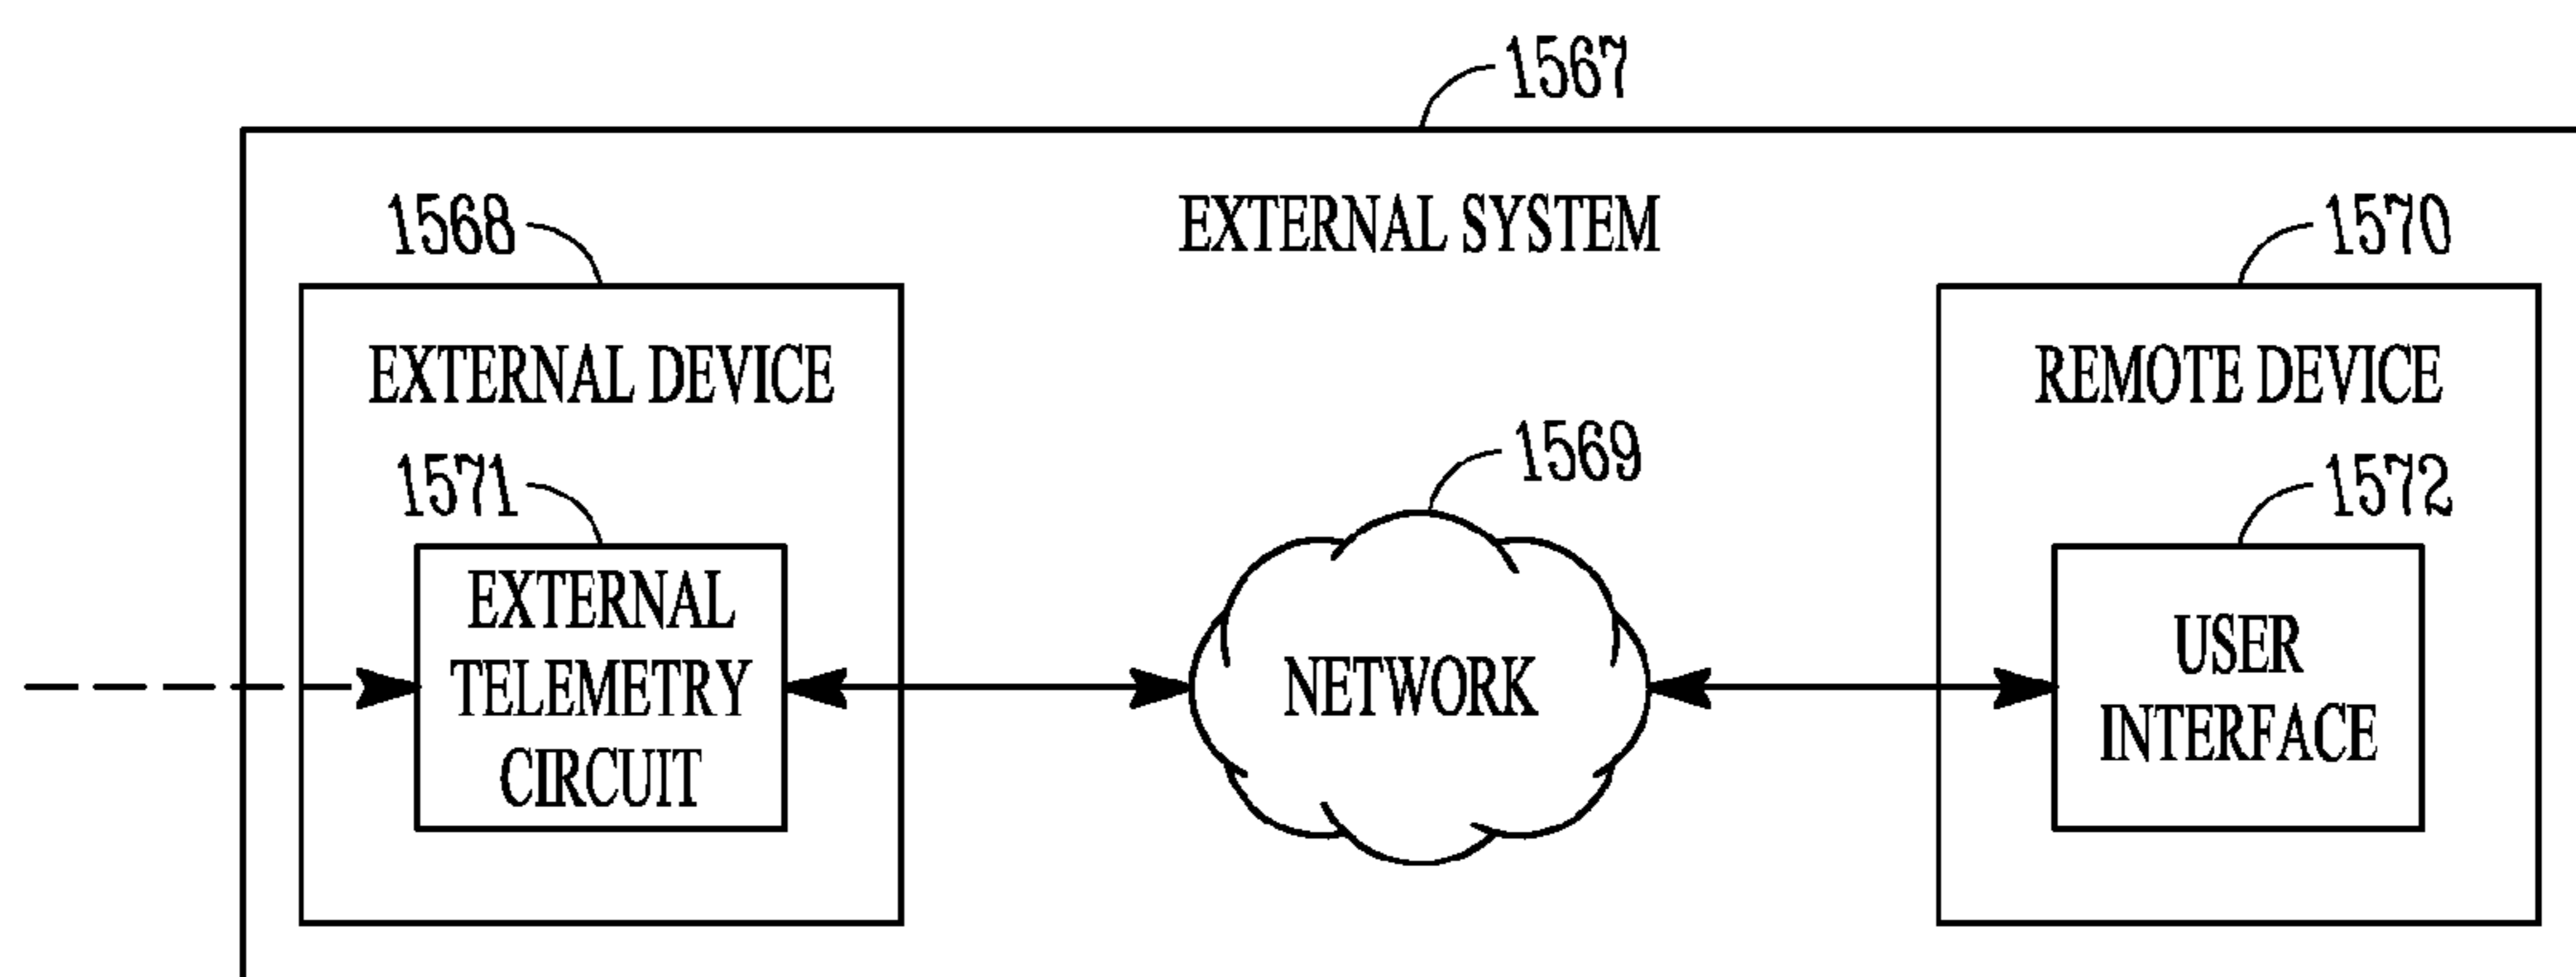 1567
EXTERNAL SYSTEM
1568
EXTERNAL DEVICE
1571
EXTERNAL
TELEMETRY
CIRCUIT
1569
NETWORK
1570
REMOTE DEVICE
1572
USER
INTERFACE